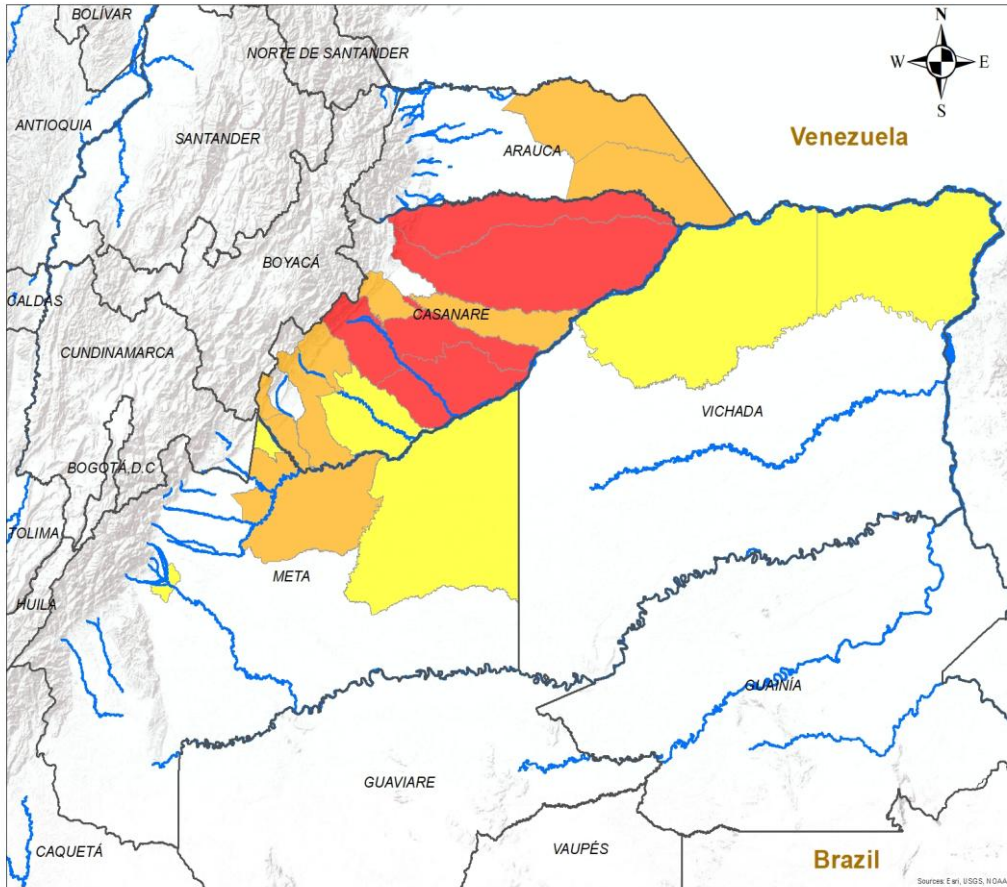 BOLÍVAR
N
NORTE DE SANTANDER
W
E
S
ANTIOQUIA
SANTANDER
Venezuela
ARAUCA
BOYACÁ
CALDAS
CASANARE
CUNDINAMARCA
VICHADA
BOGOTÁ, D.C
TOLIMA
META
HUILA
GUAINÍA
GUAVIARE
VAUPÉS
CAQUETÁ
Brazil
Sources: Esri, USGS, NOAA